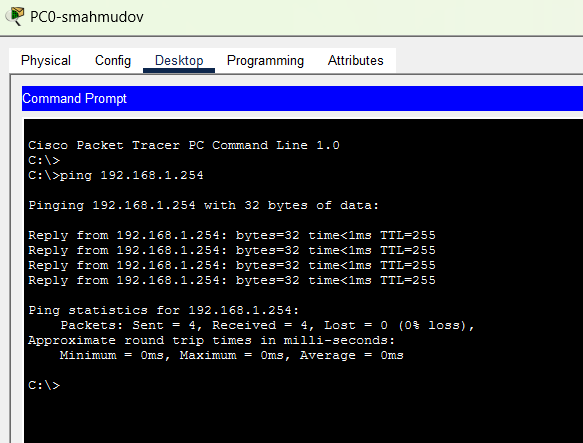 PC0-smahmudov
Physical Config Desktop Programming Attributes
Command Prompt
Cisco Packet Tracer PC Command Line 1.0
C:\>
C:\>ping 192.168.1.254
Pinging 192.168.1.254 with 32 bytes of data:
Reply from 192.168.1.254: bytes=32 time<1ms TTL=255
Reply from 192.168.1.254: bytes=32 time<1ms TTL=255
Reply from 192.168.1.254: bytes=32 time<1ms TTL=255
Reply from 192.168.1.254: bytes=32 time<1ms TTL=255
Ping statistics for 192.168.1.254:
Packets: Sent = 4, Received = 4, Lost = 0 (0% loss),
Approximate round trip times in milli-seconds:
Minimum = 0ms, Maximum = 0ms, Average = 0ms
C:\>